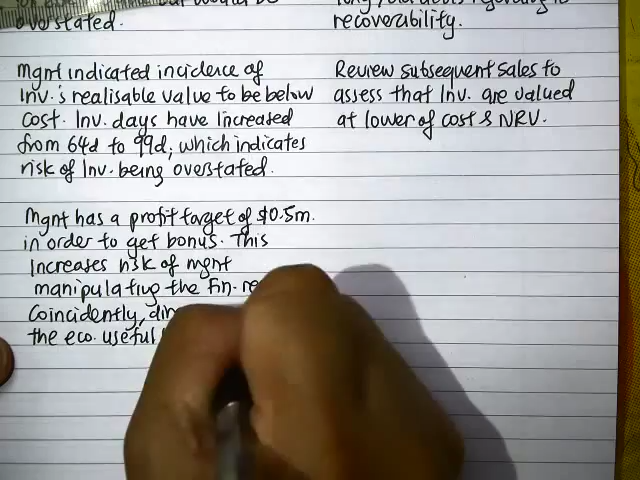 overstated.
recoverability.
Mgnt indicated incidence of
Inv.'s realisable value to be below
cost. Inv. days have increased
from 64d to 99d, which indicates
risk of Inv. being overstated.
Review subsequent sales to
assess that Inv. are valued
at lower of cost & NRV.
Mgnt has a profit target of $0.5m.
in order to get bonus. This
increases risk of mgnt
manipulating the Fin.
Coincidently,
the eco. useful